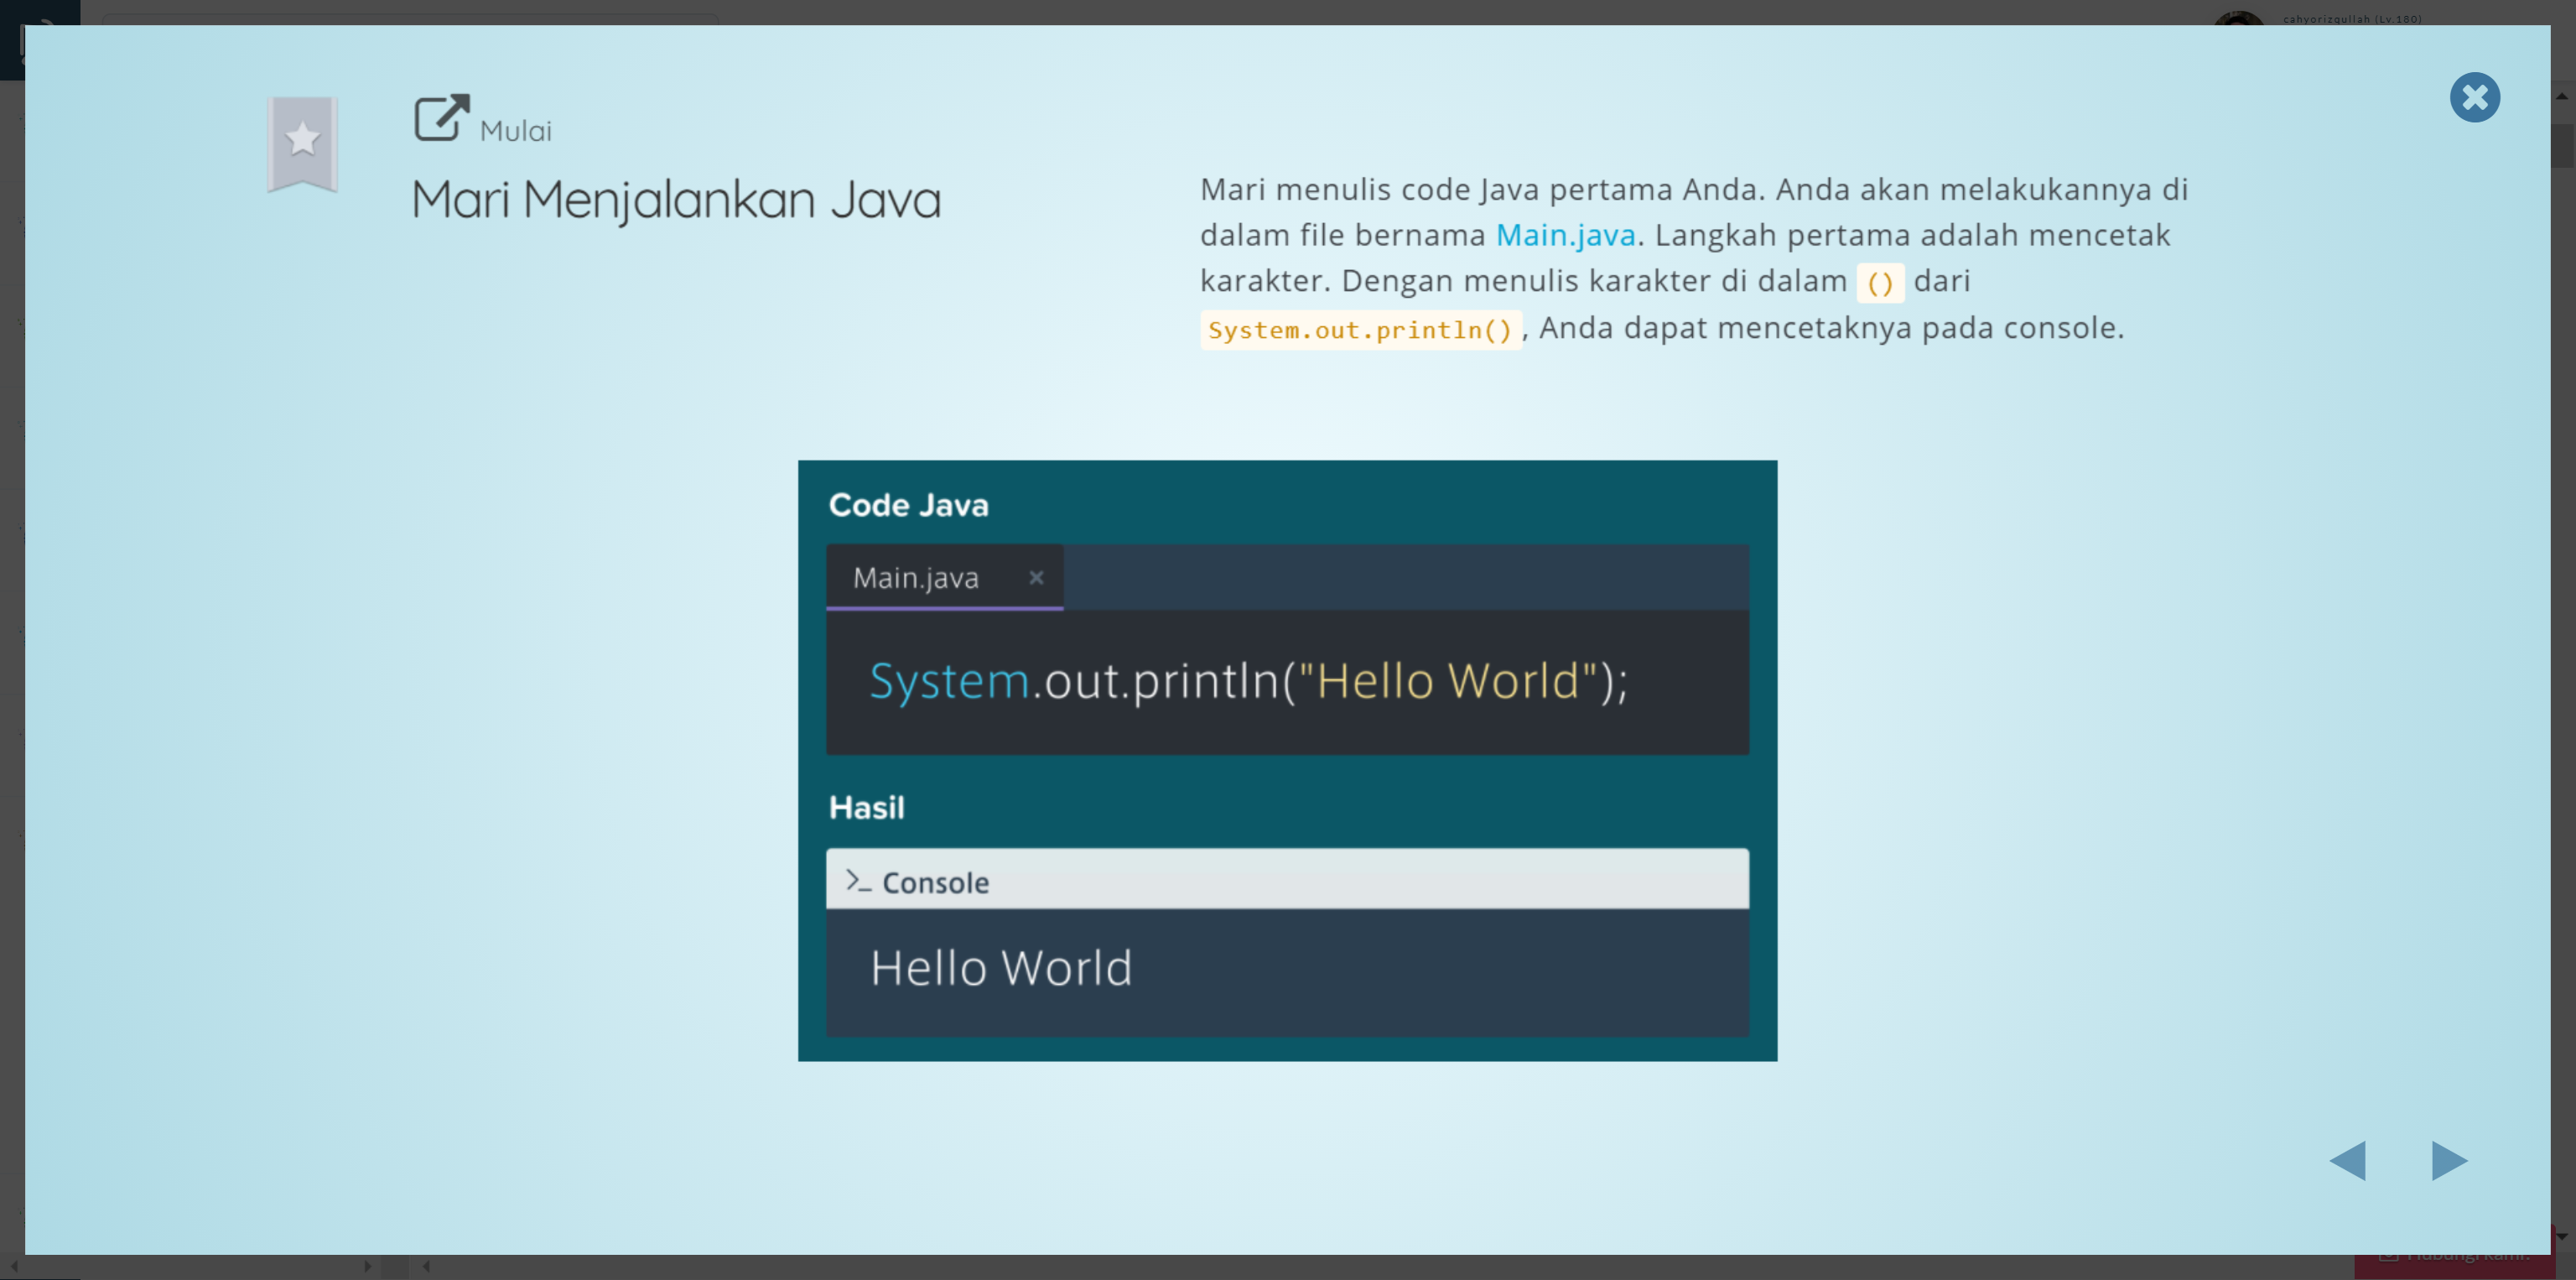 cahyorizqullah (Lv.180)
Mulai
Mari Menjalankan Java
Mari menulis code Java pertama Anda. Anda akan melakukannya di
dalam file bernama Main.java. Langkah pertama adalah mencetak
karakter. Dengan menulis karakter di dalam () dari
System.out.println(), Anda dapat mencetaknya pada console.
Code Java
Main.java ×
System.out.println("Hello World");
Hasil
>_ Console
Hello World